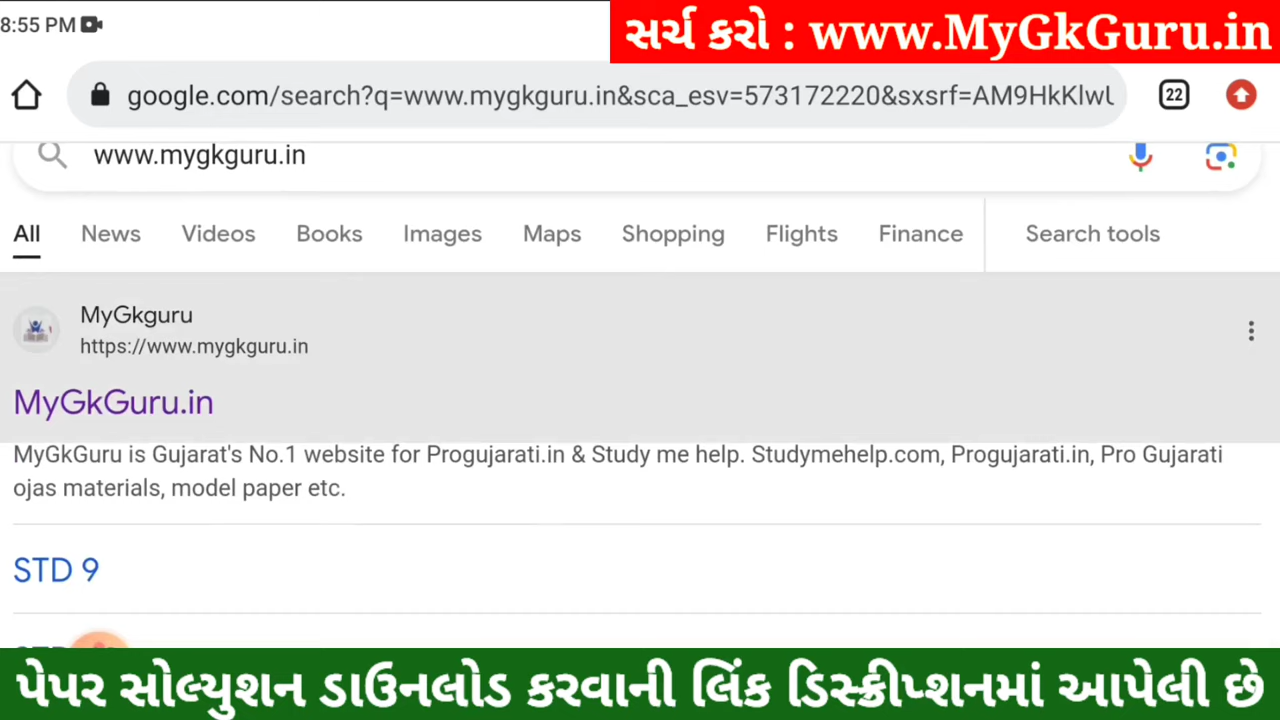 8:55 PM
સર્ચ કરો : www.MyGkGuru.in
google.com/search?q=www.mygkguru.in&sca_esv=573172220&sxsrf=AM9HkKlwU
22
www.mygkguru.in
All News Videos Books Images Maps Shopping Flights Finance Search tools
MyGkguru
https://www.mygkguru.in
MyGkGuru.in
MyGkGuru is Gujarat's No.1 website for Progujarati.in & Study me help. Studymehelp.com, Progujarati.in, Pro Gujarati
ojas materials, model paper etc.
STD 9
પેપર સોલ્યુશન ડાઉનલોડ કરવાની લિંક ડિસ્ક્રીપ્શનમાં આપેલી છે